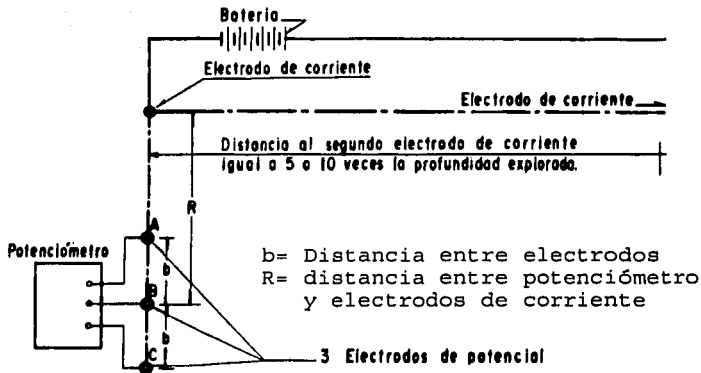 Bateria
Electrodo de corriente
Electrodo de corriente
Distancia al segundo electrodo de corriente
igual a 5 a 10 veces la profundidad explorada.
R
A
Potenciómetro
b
b= Distancia entre electrodos
R= distancia entre potenciómetro
y electrodos de corriente
B
b
C
3 Electrodos de potencial